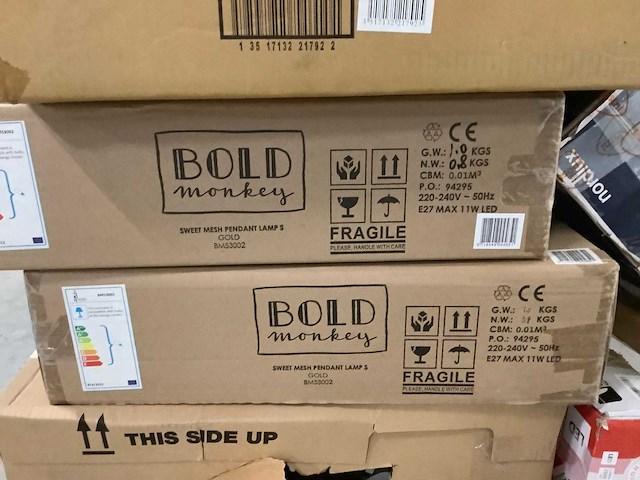 1 35 17132 21792 2
BOLD
monkey
SWEET MESH PENDANT LAMP S
GOLD
BM53002
FRAGILE
PLEASE, HANDLE WITH CARE
CE
G.W.: 1.0 KGS
N.W.: 0.8 KGS
CBM: 0.01M³
P.O.: 94295
220-240V ~ 50Hz
E27 MAX 11W LED
nordlux
BOLD
monkey
SWEET MESH PENDANT LAMP S
GOLD
BM53002
FRAGILE
PLEASE, HANDLE WITH CARE
CE
G.W.: KGS
N.W.: KGS
CBM: 0.01M³
P.O.: 94295
220-240V ~ 50Hz
E27 MAX 11W LED
THIS SIDE UP
LED